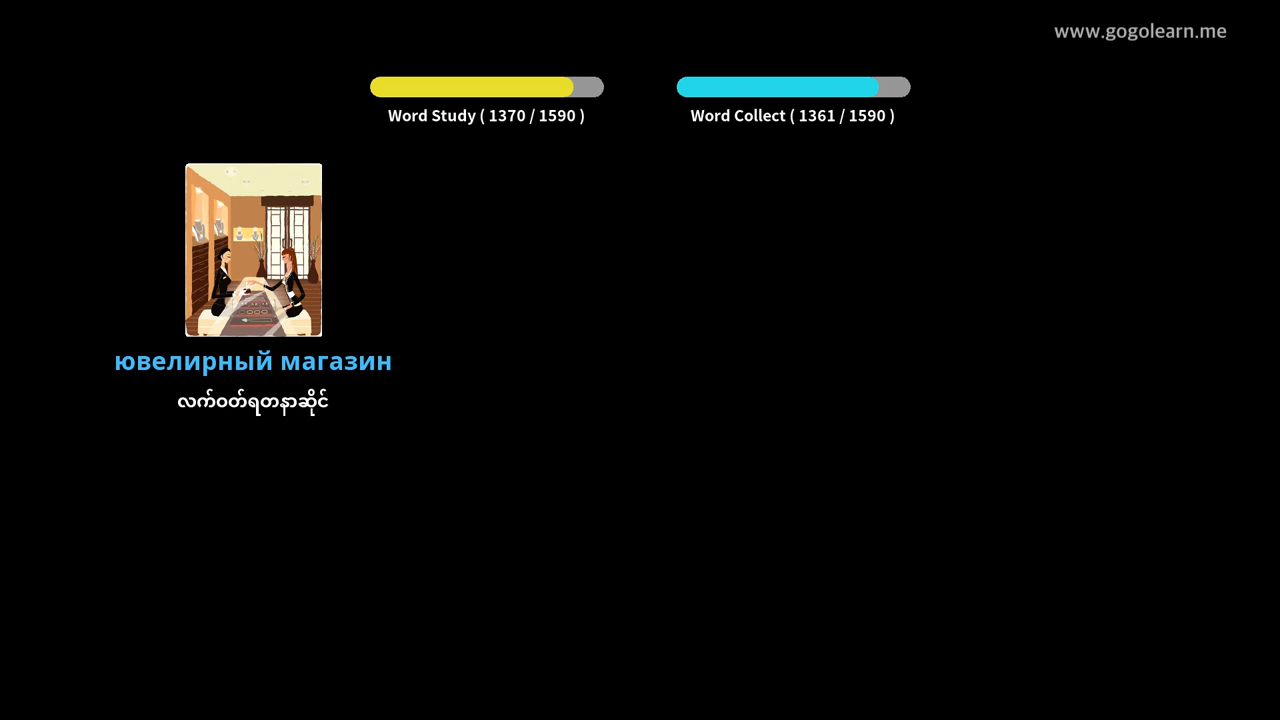 www.gogolearn.me
Word Study ( 1370 / 1590 )
Word Collect ( 1361 / 1590 )
ювелирный магазин
လက်ဝတ်ရတနာဆိုင်